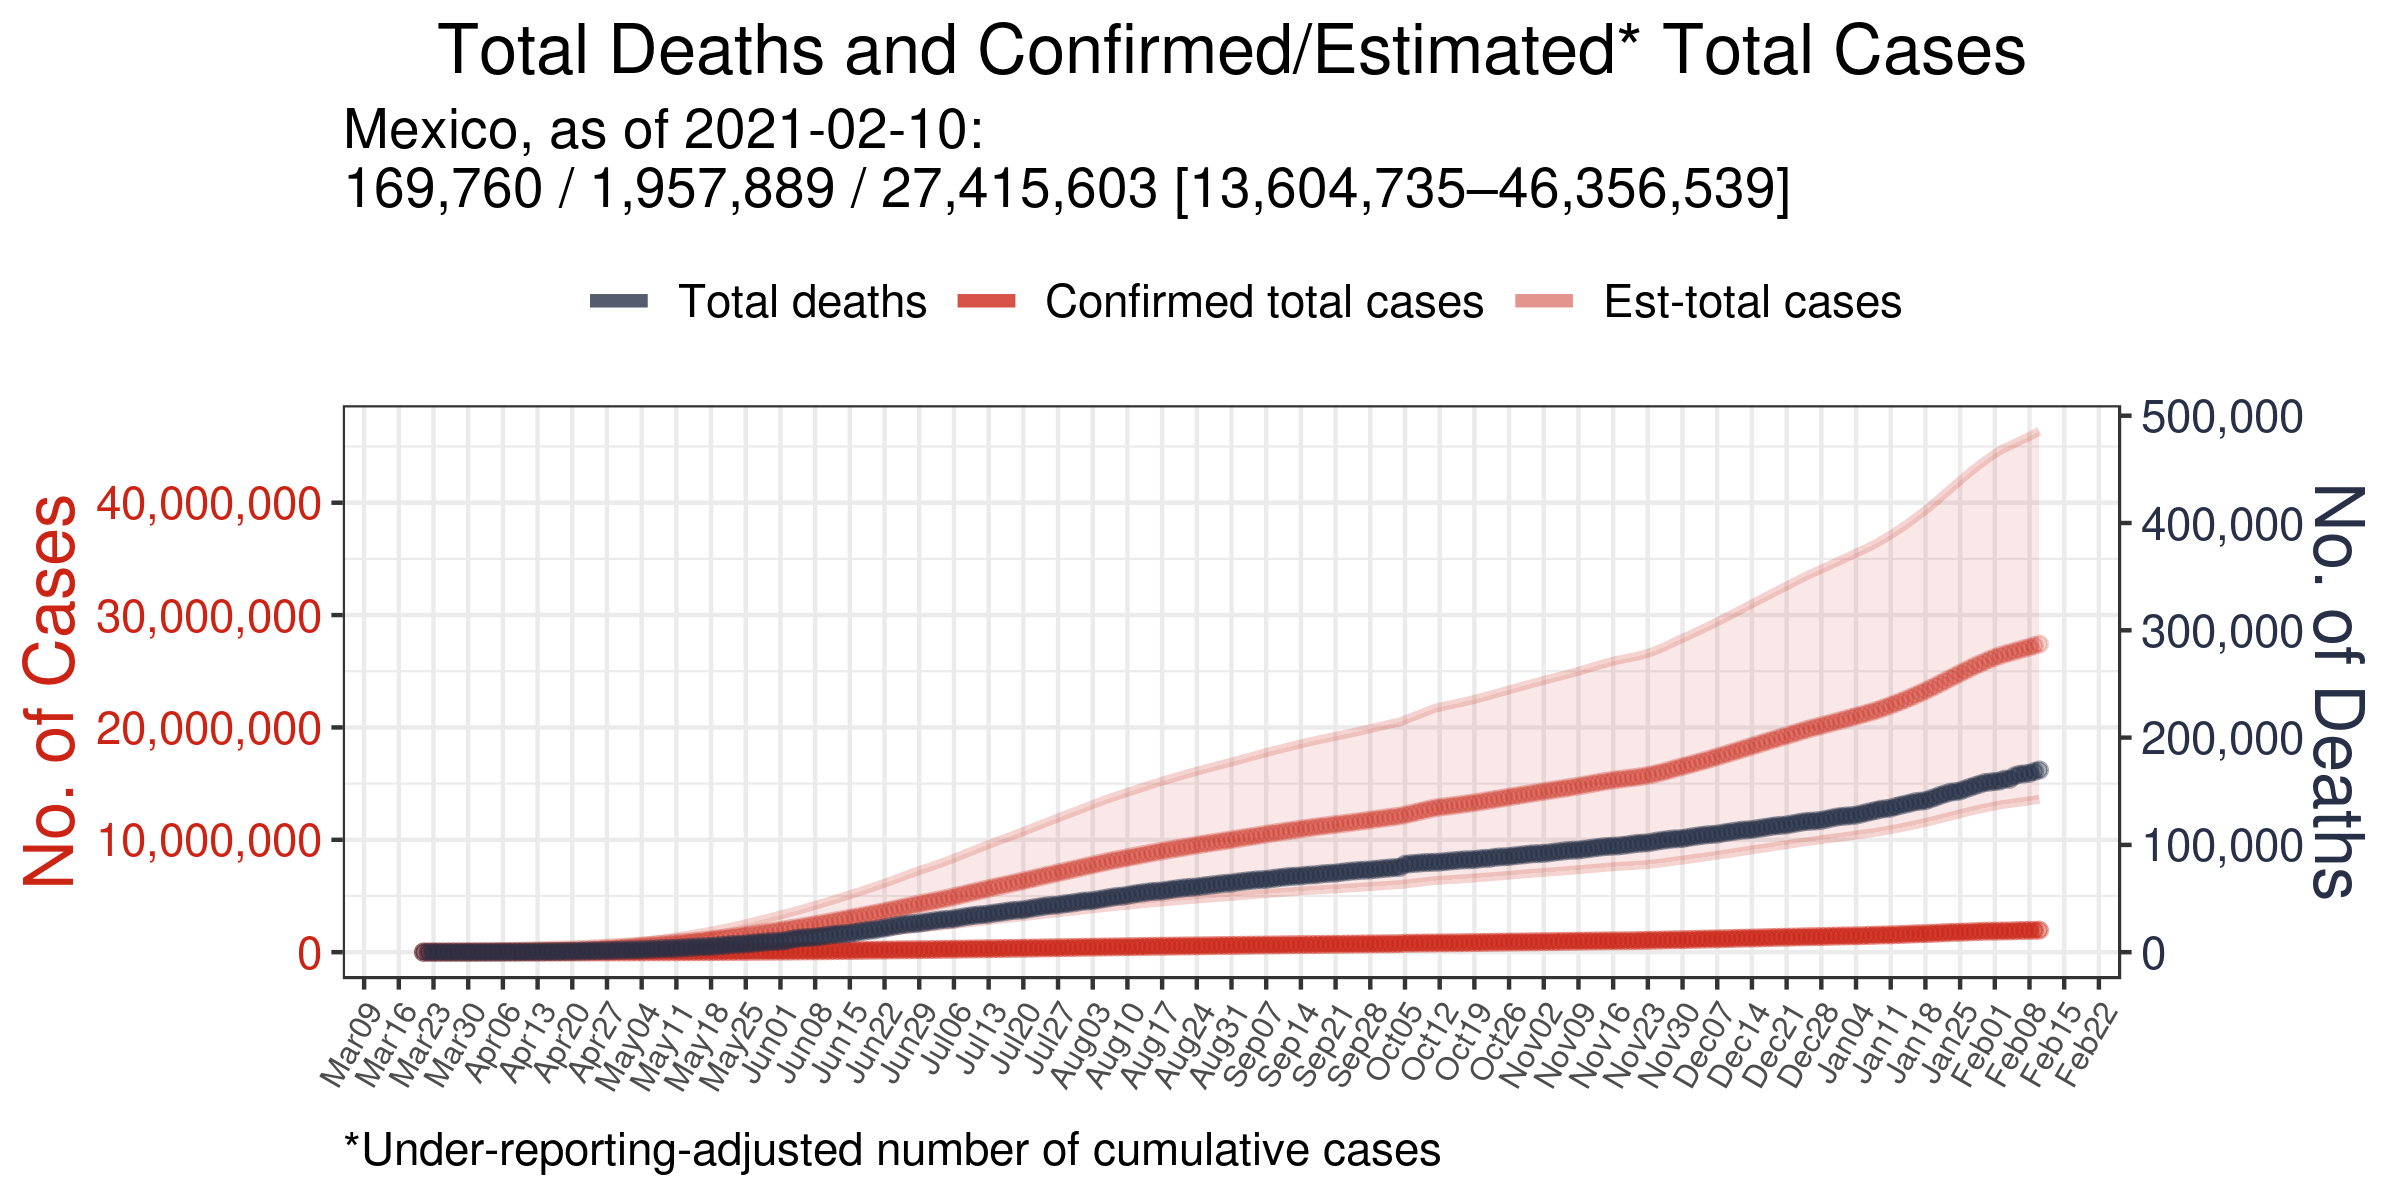 Total Deaths and Confirmed/Estimated* Total Cases
Mexico, as of 2021-02-10:
169,760 / 1,957,889 / 27,415,603 [13,604,735–46,356,539]
Total deaths Confirmed total cases Est-total cases
No. of Cases
40,000,000
30,000,000
20,000,000
10,000,000
0
500,000
400,000
300,000
200,000
100,000
0
No. of Deaths
Mar09 Mar16 Mar23 Mar30 Apr06 Apr13 Apr20 Apr27 May04 May11 May18 May25 Jun01 Jun08 Jun15 Jun22 Jun29 Jul06 Jul13 Jul20 Jul27 Aug03 Aug10 Aug17 Aug24 Aug31 Sep07 Sep14 Sep21 Sep28 Oct05 Oct12 Oct19 Oct26 Nov02 Nov09 Nov16 Nov23 Nov30 Dec07 Dec14 Dec21 Dec28 Jan04 Jan11 Jan18 Jan25 Feb01 Feb08 Feb15 Feb22
*Under-reporting-adjusted number of cumulative cases